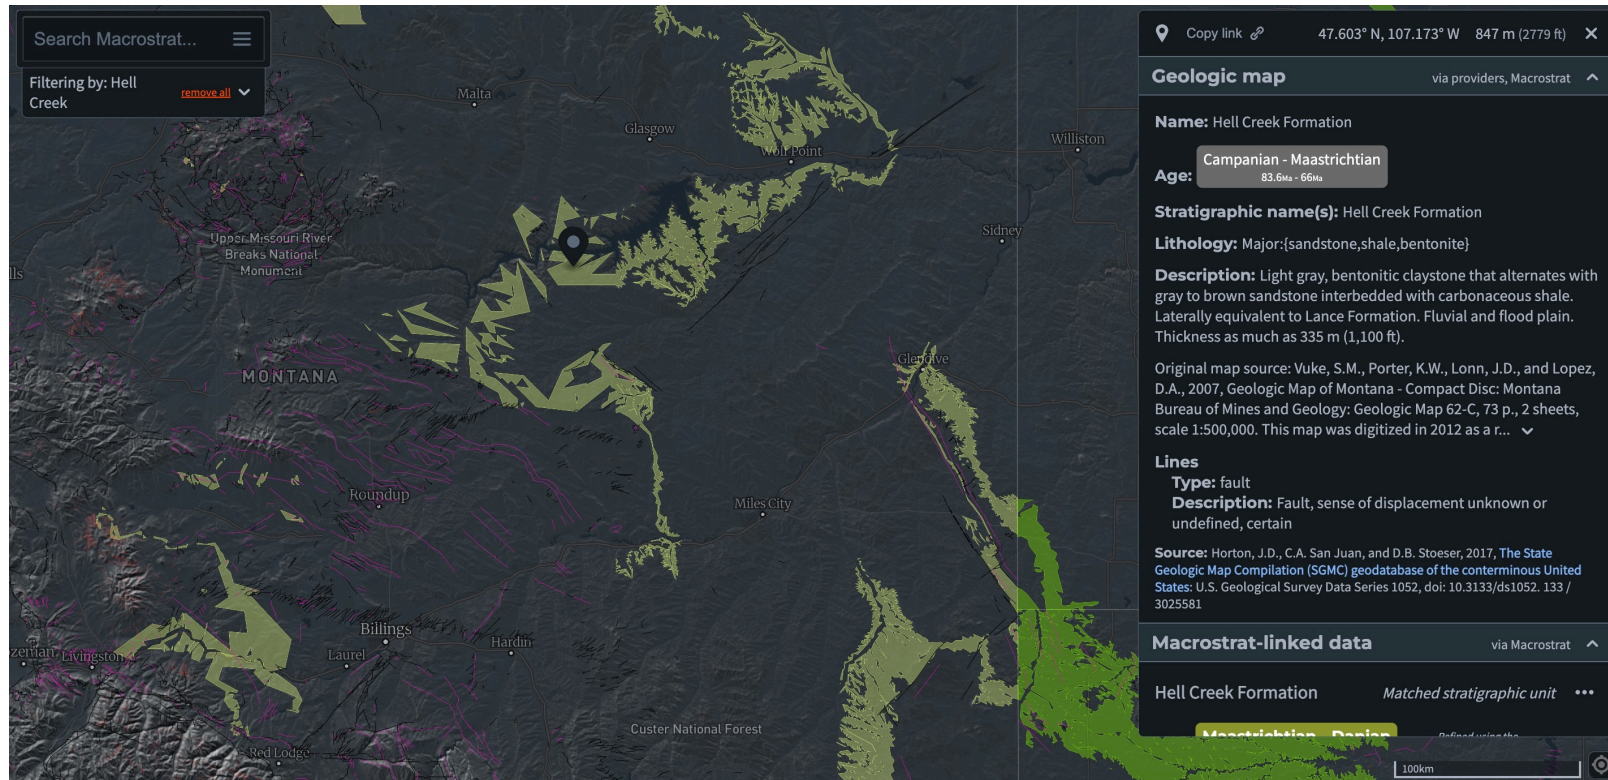 Search Macrostrat...
Filtering by: Hell
Creek
remove all
Malta
Glasgow
Wolf Point
Williston
Sidney
Upper Missouri River
Breaks National
Monument
lls
MONTANA
Glendive
Roundup
Miles City
Billings
Hardin
Laurel
zeman
Livingston
Custer National Forest
Red Lodge
100km
Copy link
47.603° N, 107.173° W 847 m (2779 ft)
Geologic map via providers, Macrostrat
Name: Hell Creek Formation
Campanian - Maastrichtian
Age: 83.6Ma - 66Ma
Stratigraphic name(s): Hell Creek Formation
Lithology: Major:{sandstone,shale,bentonite}
Description: Light gray, bentonitic claystone that alternates with
gray to brown sandstone interbedded with carbonaceous shale.
Laterally equivalent to Lance Formation. Fluvial and flood plain.
Thickness as much as 335 m (1,100 ft).
Original map source: Vuke, S.M., Porter, K.W., Lonn, J.D., and Lopez,
D.A., 2007, Geologic Map of Montana - Compact Disc: Montana
Bureau of Mines and Geology: Geologic Map 62-C, 73 p., 2 sheets,
scale 1:500,000. This map was digitized in 2012 as a r...
Lines
Type: fault
Description: Fault, sense of displacement unknown or
undefined, certain
Source: Horton, J.D., C.A. San Juan, and D.B. Stoeser, 2017, The State
Geologic Map Compilation (SGMC) geodatabase of the conterminous United
States: U.S. Geological Survey Data Series 1052, doi: 10.3133/ds1052. 133 /
3025581
Macrostrat-linked data via Macrostrat
Hell Creek Formation Matched stratigraphic unit
Maastrichtian - Danian Refined using the